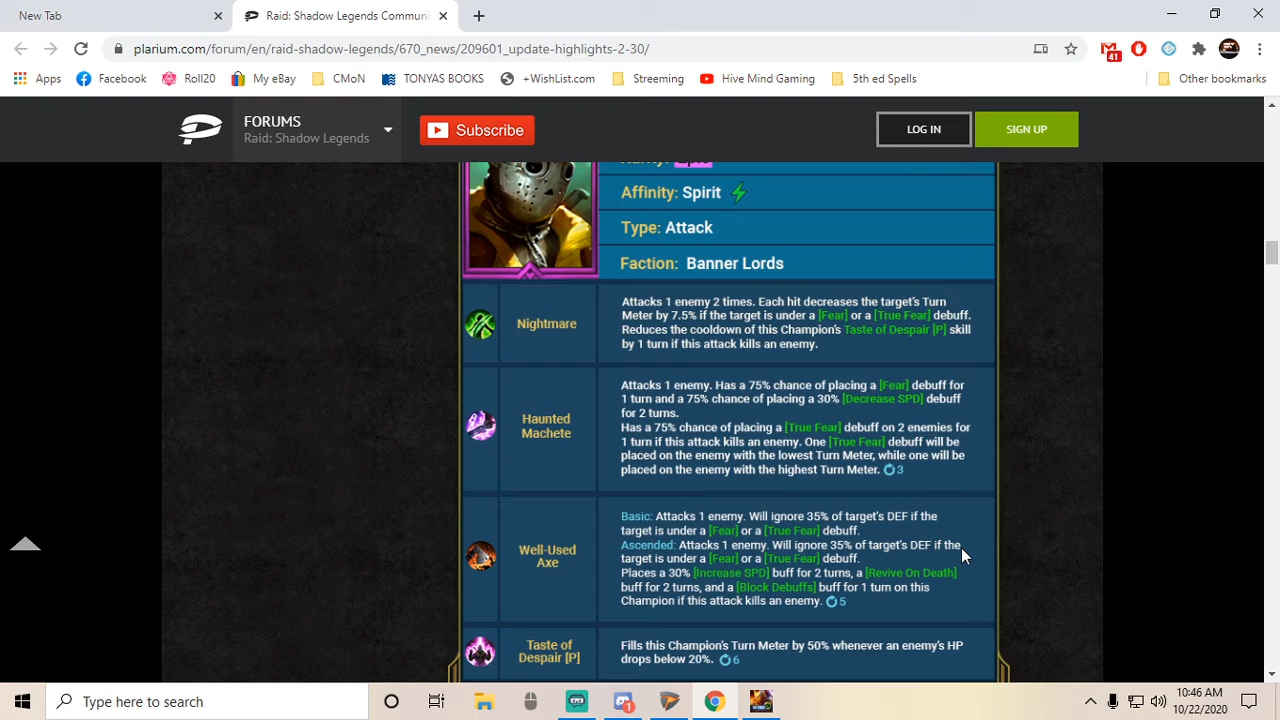 New Tab
Raid: Shadow Legends Commun
plarium.com/forum/en/raid-shadow-legends/670_news/209601_update-highlights-2-30/
41
Apps
Facebook
Roll20
My eBay
CMoN
TONYAS BOOKS
+WishList.com
Streeming
Hive Mind Gaming
5th ed Spells
Other bookmarks
FORUMS
Raid: Shadow Legends
Subscribe
LOG IN
SIGN UP
Affinity: Spirit
Type: Attack
Faction: Banner Lords
Nightmare
Attacks 1 enemy 2 times. Each hit decreases the target's Turn
Meter by 7.5% if the target is under a [Fear] or a [True Fear] debuff.
Reduces the cooldown of this Champion's Taste of Despair [P] skill
by 1 turn if this attack kills an enemy.
Haunted
Machete
Attacks 1 enemy. Has a 75% chance of placing a [Fear] debuff for
1 turn and a 75% chance of placing a 30% [Decrease SPD] debuff
for 2 turns.
Has a 75% chance of placing a [True Fear] debuff on 2 enemies for
1 turn if this attack kills an enemy. One [True Fear] debuff will be
placed on the enemy with the lowest Turn Meter, while one will be
placed on the enemy with the highest Turn Meter. 3
Well-Used
Axe
Basic: Attacks 1 enemy. Will ignore 35% of target's DEF if the
target is under a [Fear] or a [True Fear] debuff.
Ascended: Attacks 1 enemy. Will ignore 35% of target's DEF if the
target is under a [Fear] or a [True Fear] debuff.
Places a 30% [Increase SPD] buff for 2 turns, a [Revive On Death]
buff for 2 turns, and a [Block Debuffs] buff for 1 turn on this
Champion if this attack kills an enemy. 5
Taste of
Despair [P]
Fills this Champion's Turn Meter by 50% whenever an enemy's HP
drops below 20%. 6
Type here to search
1
10:46 AM
10/22/2020